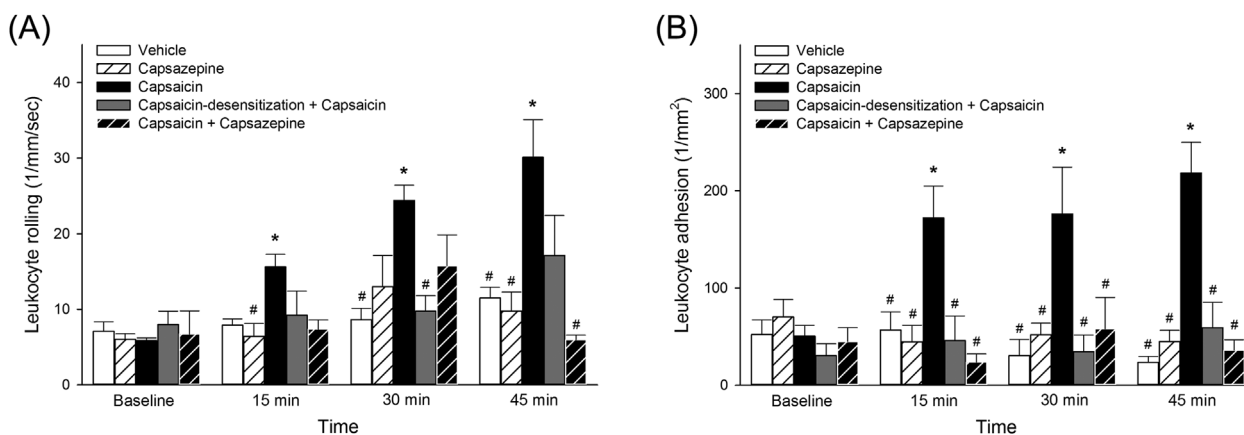 (A)
Vehicle
Capsazepine
Capsaicin
Capsaicin-desensitization + Capsaicin
Capsaicin + Capsazepine
Leukocyte rolling (1/mm/sec)
40
30
20
10
0
*
*
*
#
#
#
#
#
#
Baseline
15 min
30 min
45 min
Time
(B)
Vehicle
Capsazepine
Capsaicin
Capsaicin-desensitization + Capsaicin
Capsaicin + Capsazepine
Leukocyte adhesion (1/mm²)
300
200
100
0
*
*
*
#
#
#
#
#
#
#
#
#
#
#
#
Baseline
15 min
30 min
45 min
Time